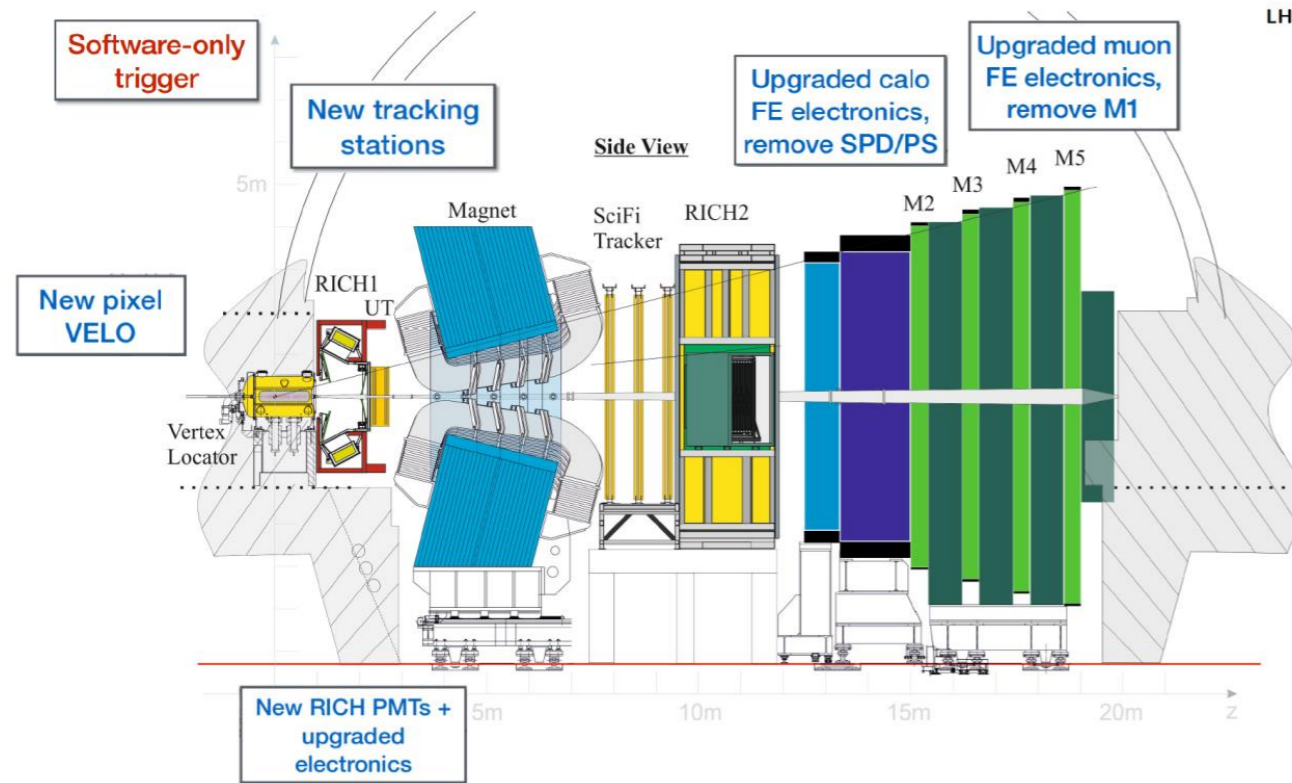 LH
Software-only
trigger
New tracking
stations
Upgraded calo
FE electronics,
remove SPD/PS
Upgraded muon
FE electronics,
remove M1
Side View
5m
Magnet
SciFi
Tracker
RICH2
M2
M3
M4
M5
RICH1
UT
New pixel
VELO
Vertex
Locator
New RICH PMTs +
upgraded
electronics
5m
10m
15m
20m
z